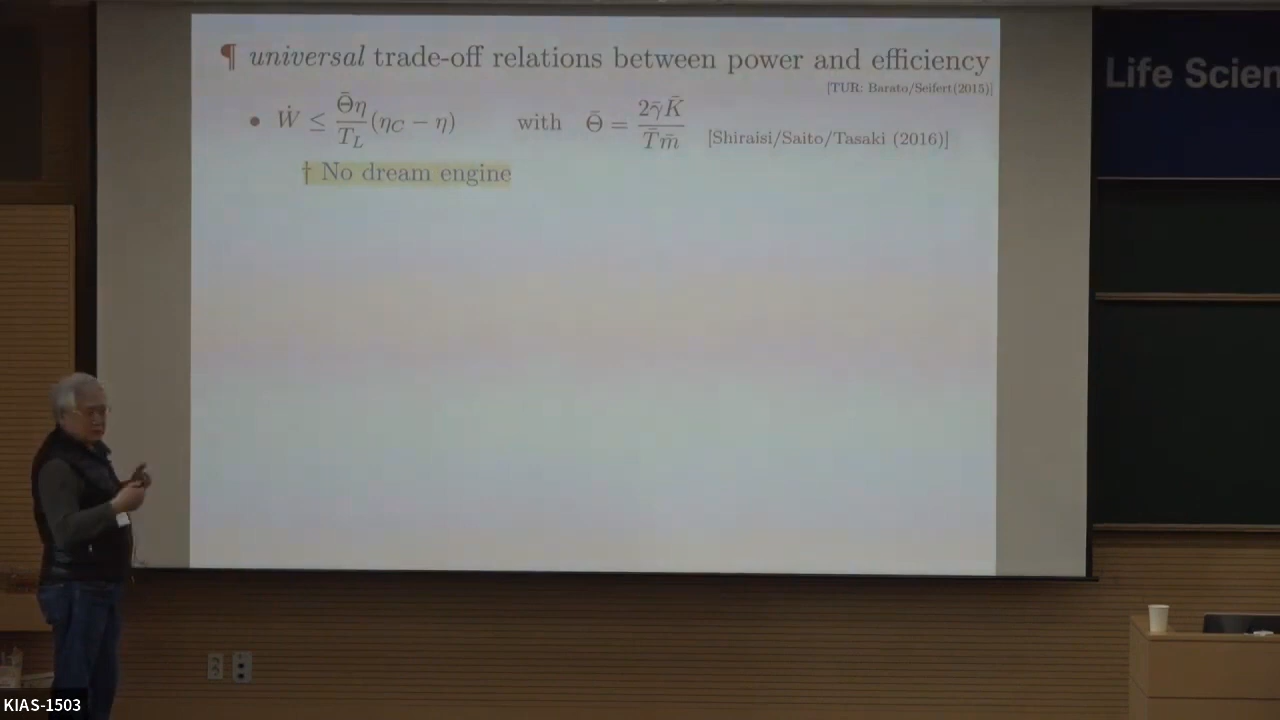 ¶ universal trade-off relations between power and efficiency
[TUR: Barato/Seifert(2015)]
• Ẇ ≤ Θ̄η/T_L (η_C − η) with Θ̄ = 2γ̄K̄/T̄m̄ [Shiraisi/Saito/Tasaki (2016)]
† No dream engine
Life Scien
KIAS-1503